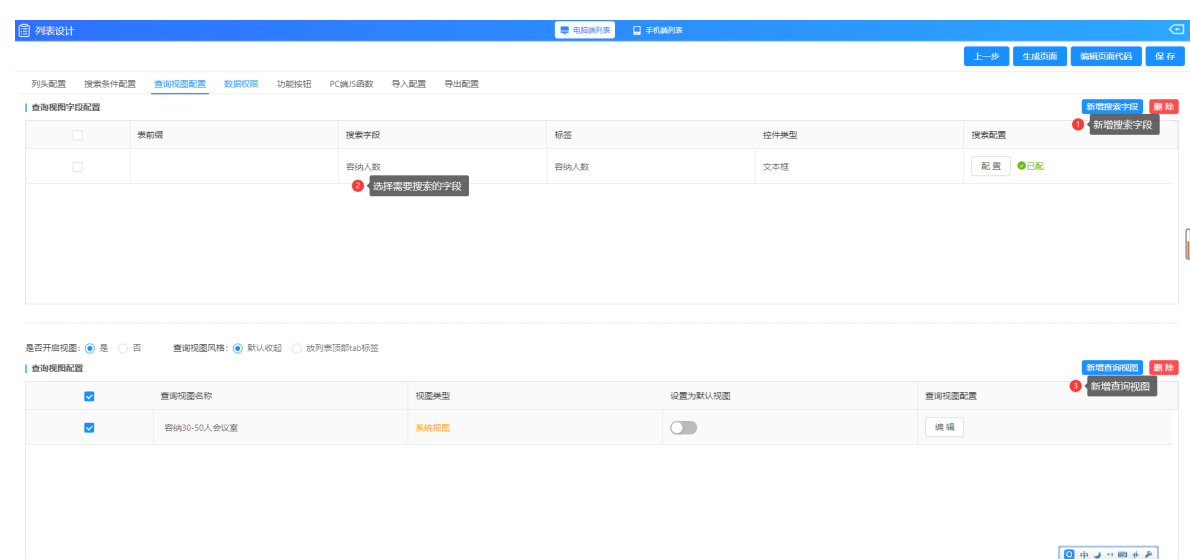 列表设计 电脑端列表 手机端列表
上一步 生成页面 编辑页面代码 保存
列头配置 搜索条件配置 查询视图配置 数据权限 功能按钮 PC端JS函数 导入配置 导出配置
查询视图字段配置 新增搜索字段 删除
表前缀 搜索字段 标签 控件类型 搜索配置
1 新增搜索字段
容纳人数 容纳人数 文本框 配置 已配
2 选择需要搜索的字段
是否开启视图: 是 否 查询视图风格: 默认收起 放列表顶部tab标签
查询视图配置 新增查询视图 删除
3 新增查询视图
查询视图名称 视图类型 设置为默认视图 查询视图配置
容纳30-50人会议室 系统视图 编辑
中